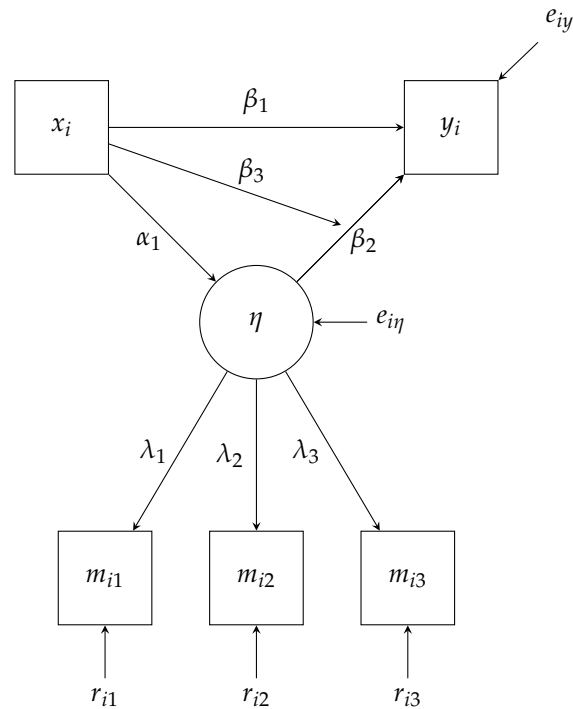 e_{iy}
x_i
β_1
y_i
β_3
α_1
β_2
η
e_{iη}
λ_1
λ_2
λ_3
m_{i1}
m_{i2}
m_{i3}
r_{i1}
r_{i2}
r_{i3}